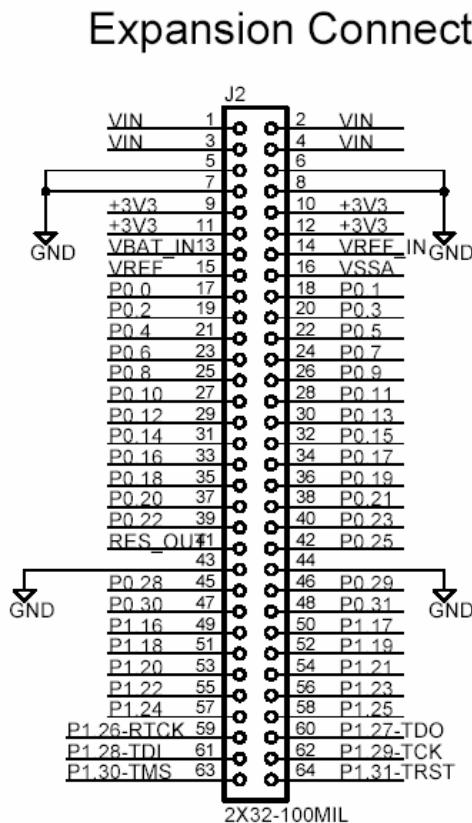 Expansion Connect
J2
VIN 1 2 VIN
VIN 3 4 VIN
5 6
7 8
+3V3 9 10 +3V3
+3V3 11 12 +3V3
GND VBAT_IN 13 14 VREF_IN GND
VREF 15 16 VSSA
P0.0 17 18 P0.1
P0.2 19 20 P0.3
P0.4 21 22 P0.5
P0.6 23 24 P0.7
P0.8 25 26 P0.9
P0.10 27 28 P0.11
P0.12 29 30 P0.13
P0.14 31 32 P0.15
P0.16 33 34 P0.17
P0.18 35 36 P0.19
P0.20 37 38 P0.21
P0.22 39 40 P0.23
RES_OUT 41 42 P0.25
43 44
P0.28 45 46 P0.29
GND P0.30 47 48 P0.31 GND
P1.16 49 50 P1.17
P1.18 51 52 P1.19
P1.20 53 54 P1.21
P1.22 55 56 P1.23
P1.24 57 58 P1.25
P1.26-RTCK 59 60 P1.27-TDO
P1.28-TDI 61 62 P1.29-TCK
P1.30-TMS 63 64 P1.31-TRST
2X32-100MIL